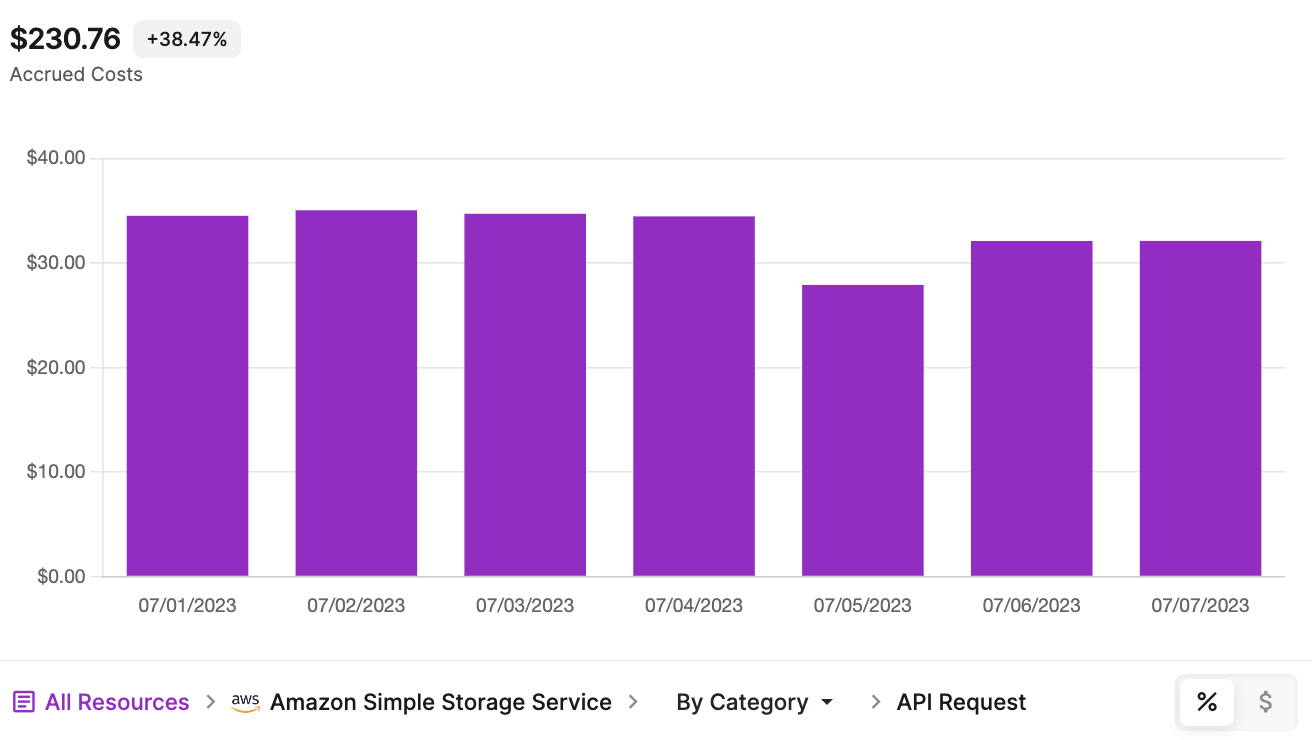 $230.76 +38.47%
Accrued Costs
$40.00
$30.00
$20.00
$10.00
$0.00
07/01/2023 07/02/2023 07/03/2023 07/04/2023 07/05/2023 07/06/2023 07/07/2023
All Resources > aws Amazon Simple Storage Service > By Category > API Request % $